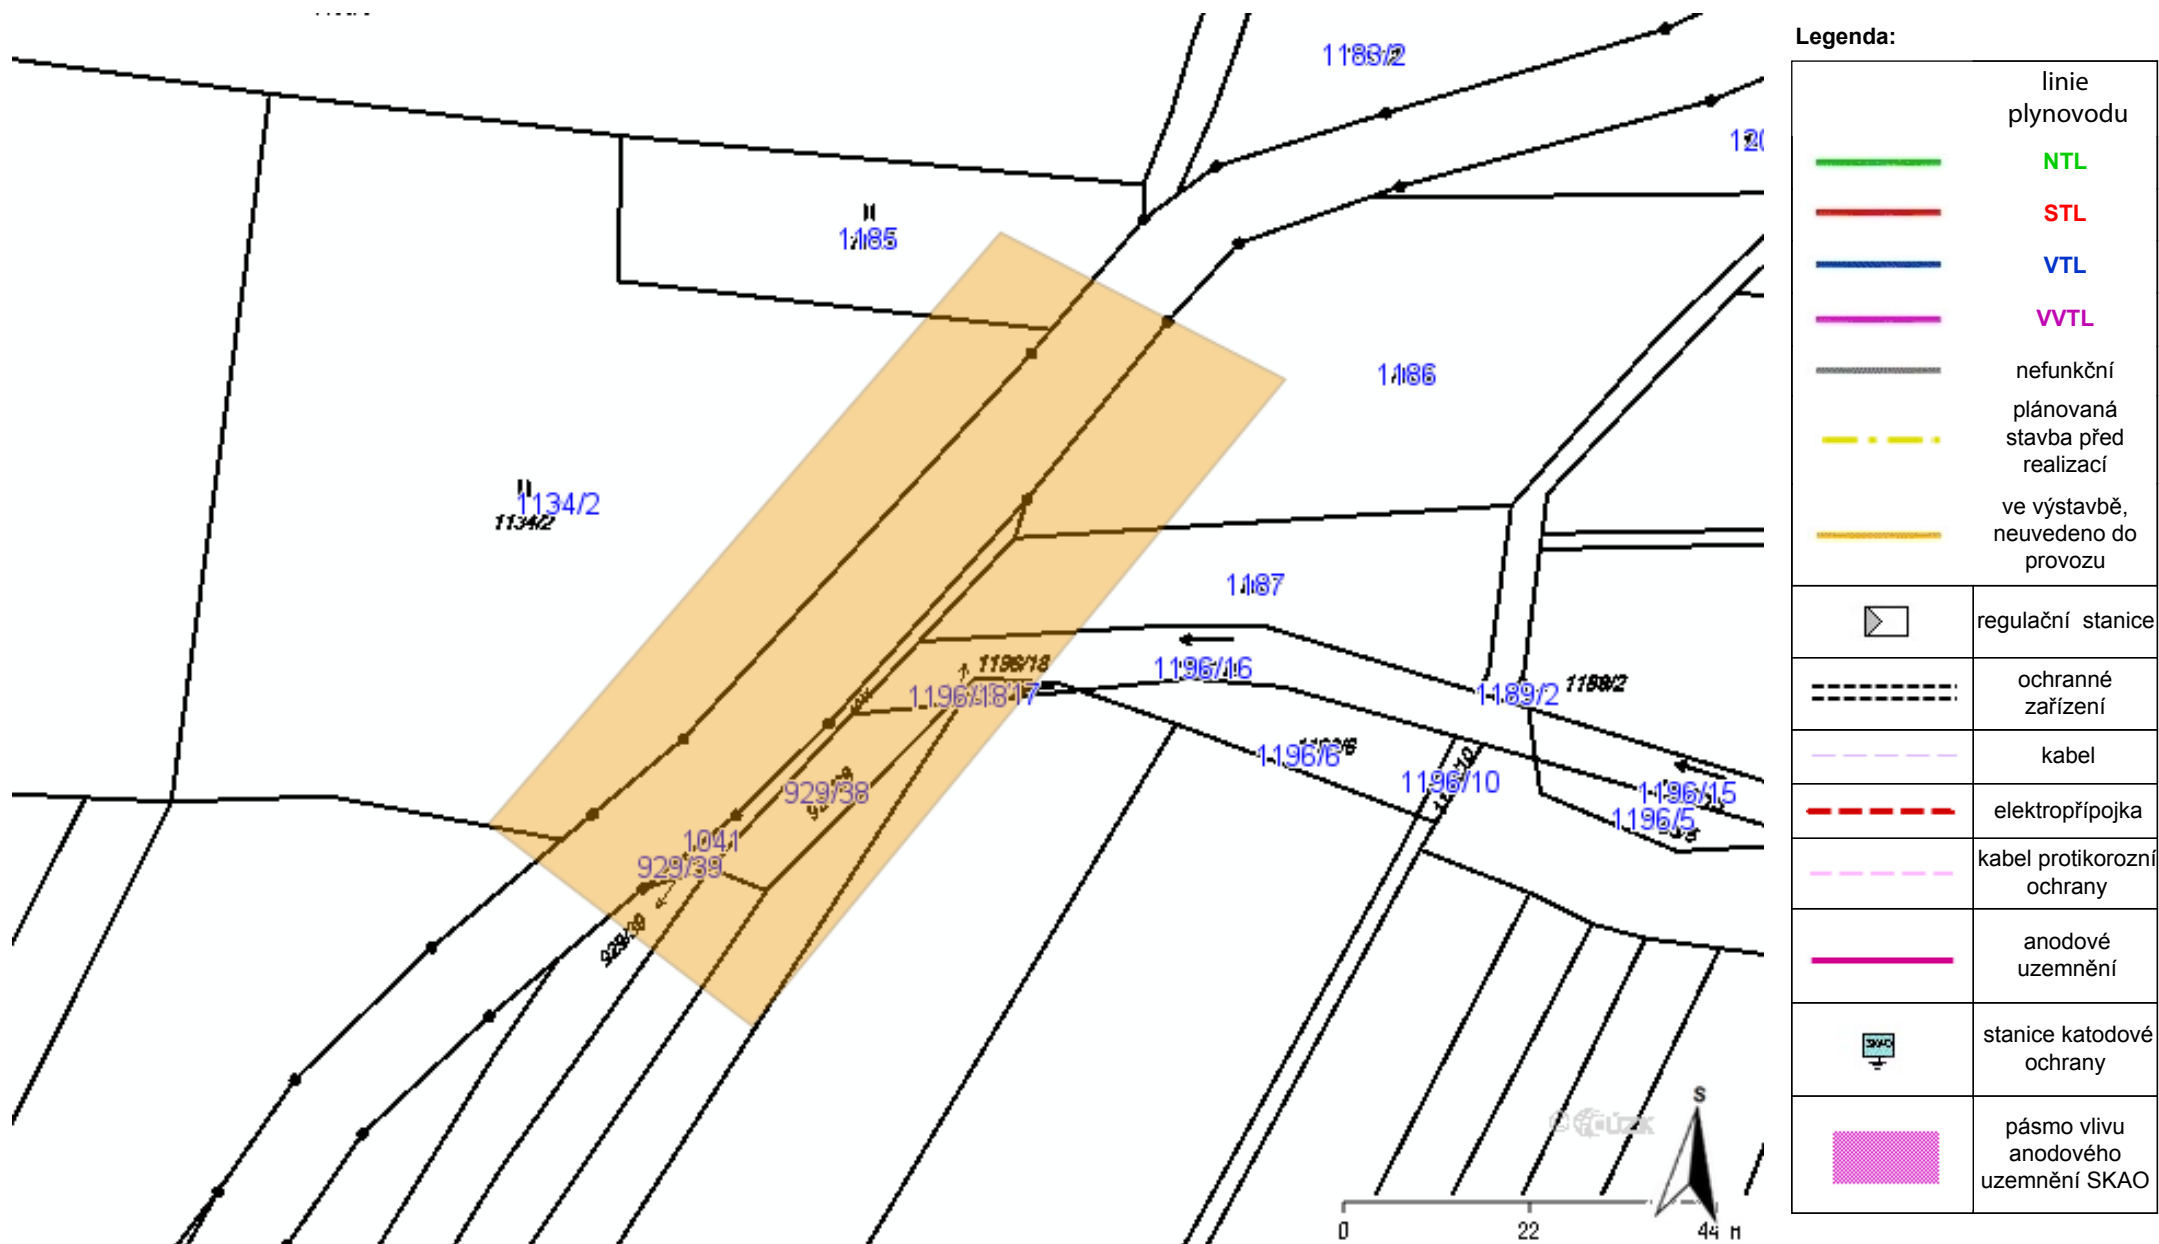 1183/2
1185
1186
1134/2
1134/2
1187
1196/18
1196/16
1189/2
1189/2
1196/6
1196/10
1196/15
1196/5
929/38
1041
929/39
929/39
S
0
22
44 M
Legenda:
linie
plynovodu
NTL
STL
VTL
VVTL
nefunkční
plánovaná
stavba před
realizací
ve výstavbě,
neuvedeno do
provozu
regulační stanice
ochranné
zařízení
kabel
elektropřípojka
kabel protikorozní
ochrany
anodové
uzemnění
SKAO
stanice katodové
ochrany
pásmo vlivu
anodového
uzemnění SKAO